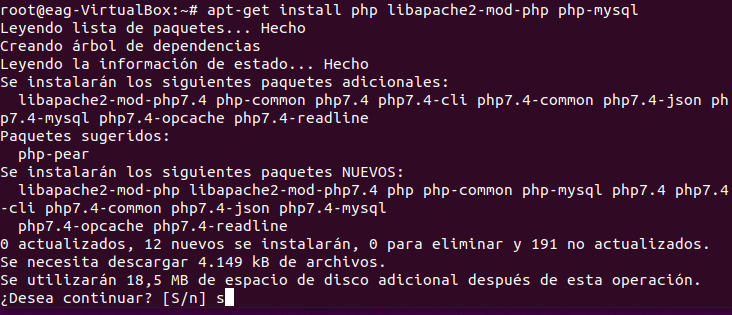 root@eag-VirtualBox:~# apt-get install php libapache2-mod-php php-mysql
Leyendo lista de paquetes... Hecho
Creando árbol de dependencias
Leyendo la información de estado... Hecho
Se instalarán los siguientes paquetes adicionales:
  libapache2-mod-php7.4 php-common php7.4 php7.4-cli php7.4-common php7.4-json ph
p7.4-mysql php7.4-opcache php7.4-readline
Paquetes sugeridos:
  php-pear
Se instalarán los siguientes paquetes NUEVOS:
  libapache2-mod-php libapache2-mod-php7.4 php php-common php-mysql php7.4 php7.4
-cli php7.4-common php7.4-json php7.4-mysql
  php7.4-opcache php7.4-readline
0 actualizados, 12 nuevos se instalarán, 0 para eliminar y 191 no actualizados.
Se necesita descargar 4.149 kB de archivos.
Se utilizarán 18,5 MB de espacio de disco adicional después de esta operación.
¿Desea continuar? [S/n] s